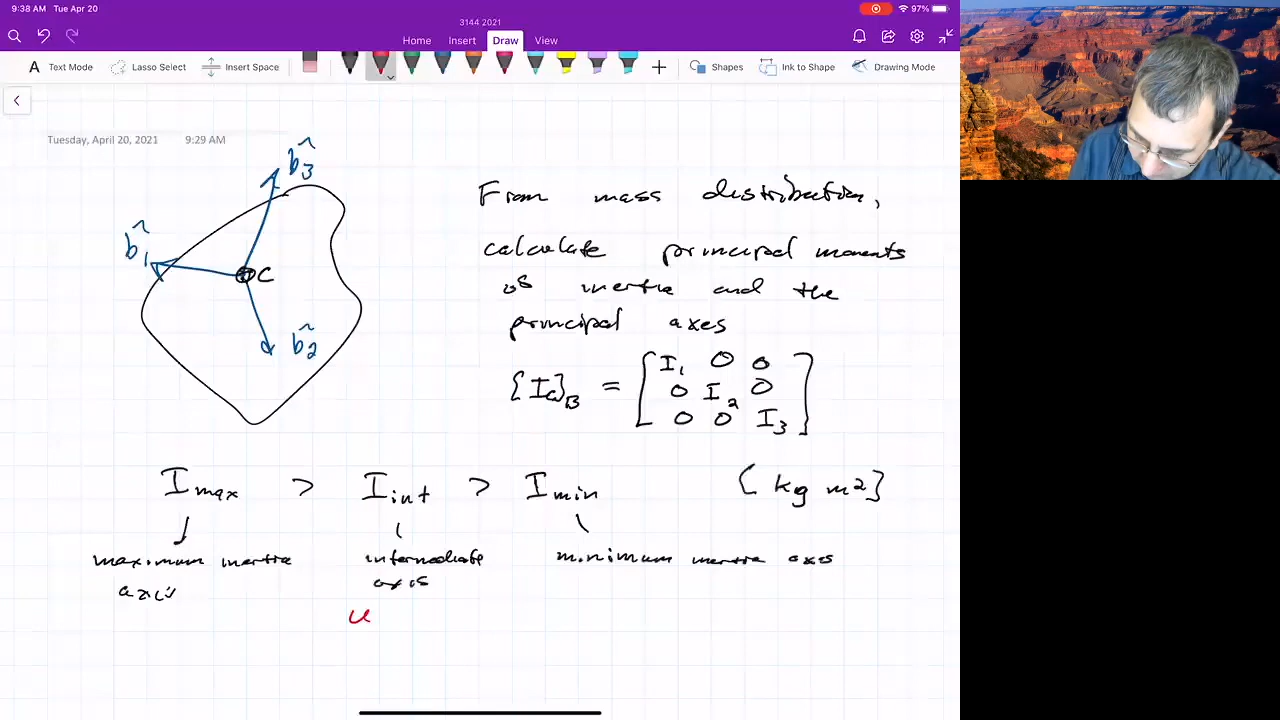 9:38 AM Tue Apr 20
97%
3144 2021
Home Insert Draw View
Text Mode Lasso Select Insert Space Shapes Ink to Shape Drawing Mode
Tuesday, April 20, 2021 9:29 AM
b̂3
b̂1
C
b̂2
From mass distribution,
calculate principal moments
of inertia and the
principal axes
[I_C]_B = [I1 0 0
0 I2 0
0 0 I3]
I max > I int > I min [kg m²]
maximum inertia axis
intermediate axis
minimum inertia axis
u